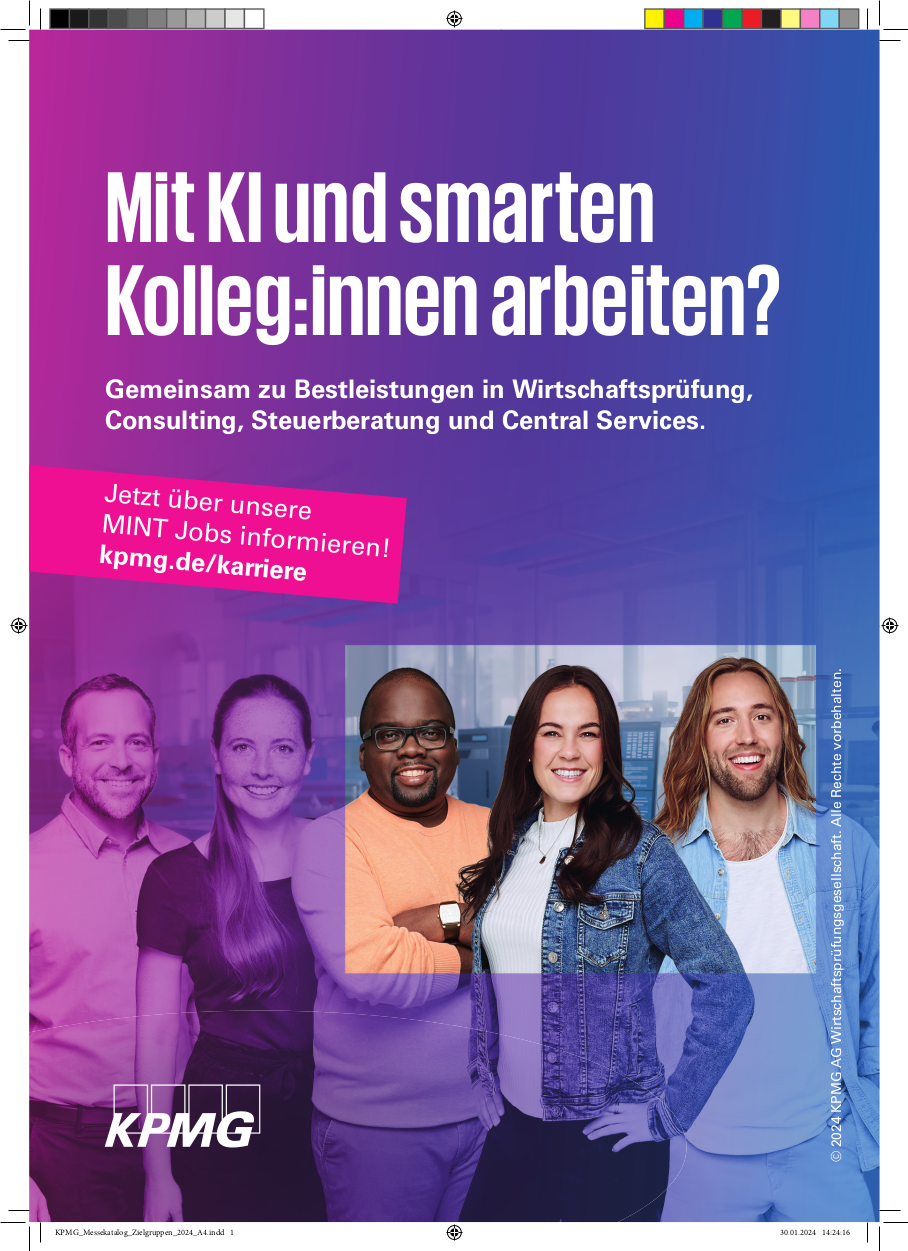 Mit KI und smarten
Kolleg:innen arbeiten?
Gemeinsam zu Bestleistungen in Wirtschaftsprüfung,
Consulting, Steuerberatung und Central Services.
Jetzt über unsere
MINT Jobs informieren!
kpmg.de/karriere
© 2024 KPMG AG Wirtschaftsprüfungsgesellschaft. Alle Rechte vorbehalten.
KPMG
KPMG_Messekatalog_Zielgruppen_2024_A4.indd 1
30.01.2024 14:24:16